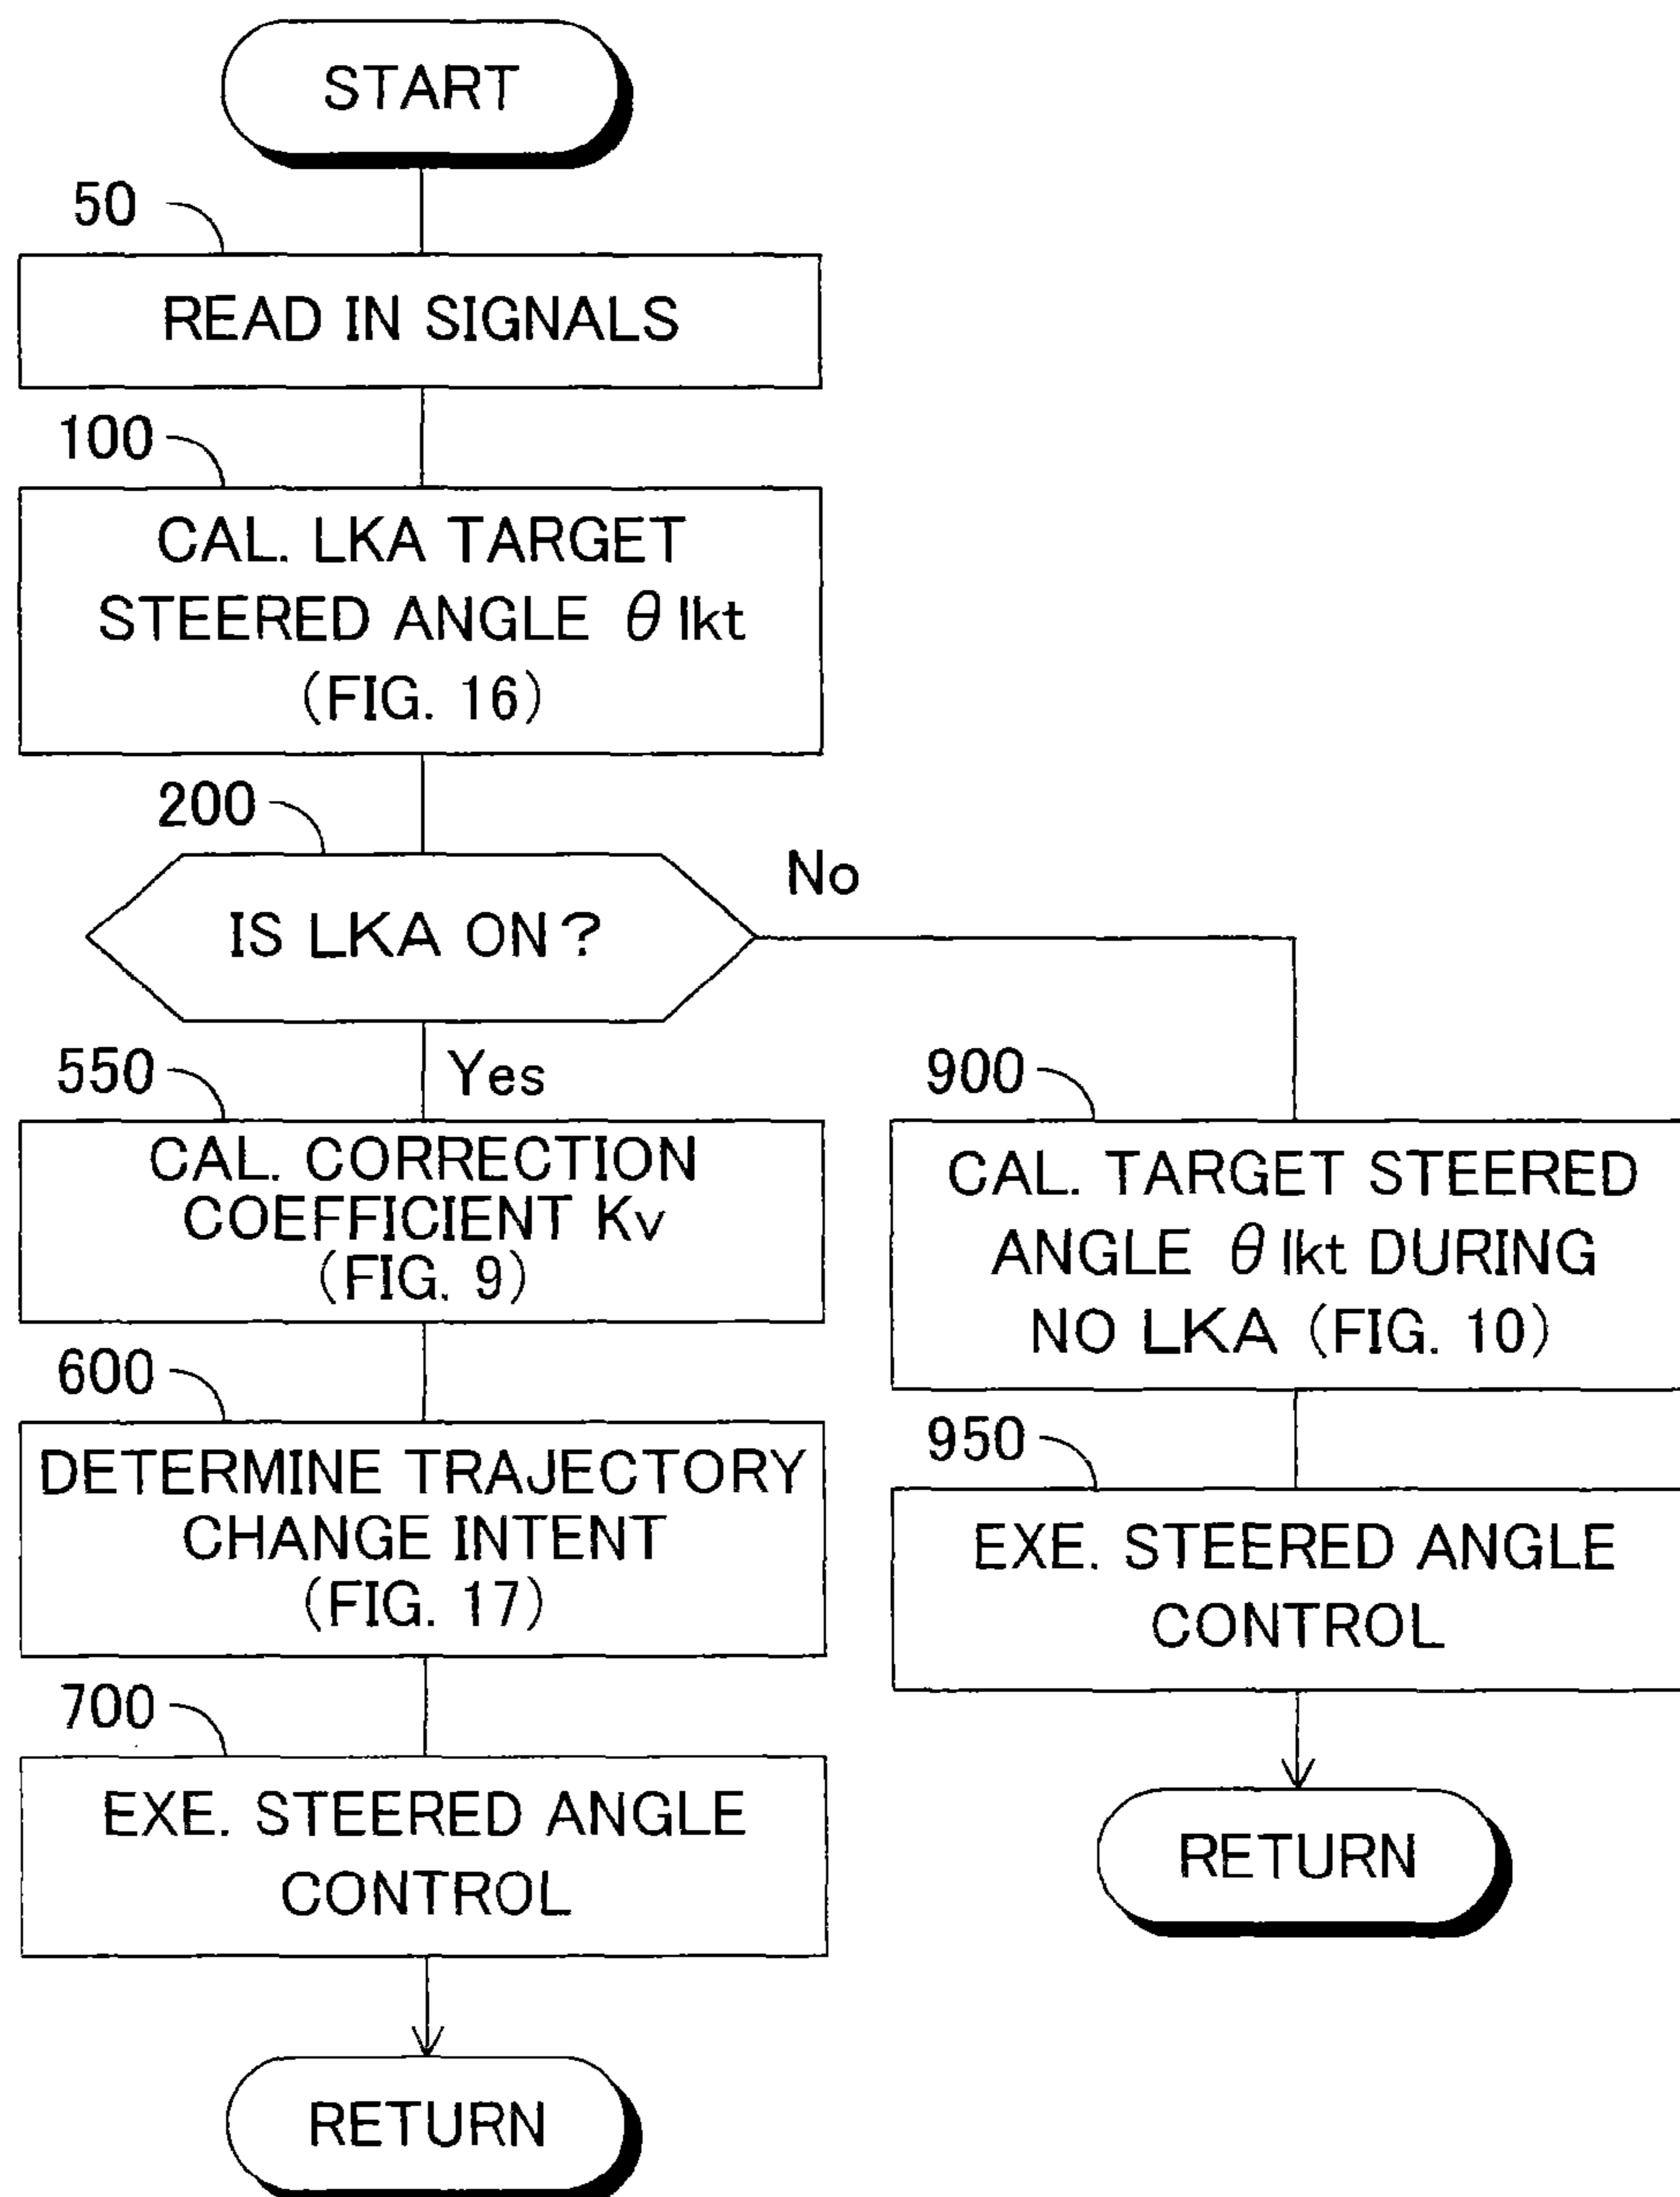 START
50
READ IN SIGNALS
100
CAL. LKA TARGET
STEERED ANGLE θ lkt
(FIG. 16)
200
IS LKA ON?
No
Yes
550
CAL. CORRECTION
COEFFICIENT Kv
(FIG. 9)
600
DETERMINE TRAJECTORY
CHANGE INTENT
(FIG. 17)
700
EXE. STEERED ANGLE
CONTROL
RETURN
900
CAL. TARGET STEERED
ANGLE θ lkt DURING
NO LKA (FIG. 10)
950
EXE. STEERED ANGLE
CONTROL
RETURN